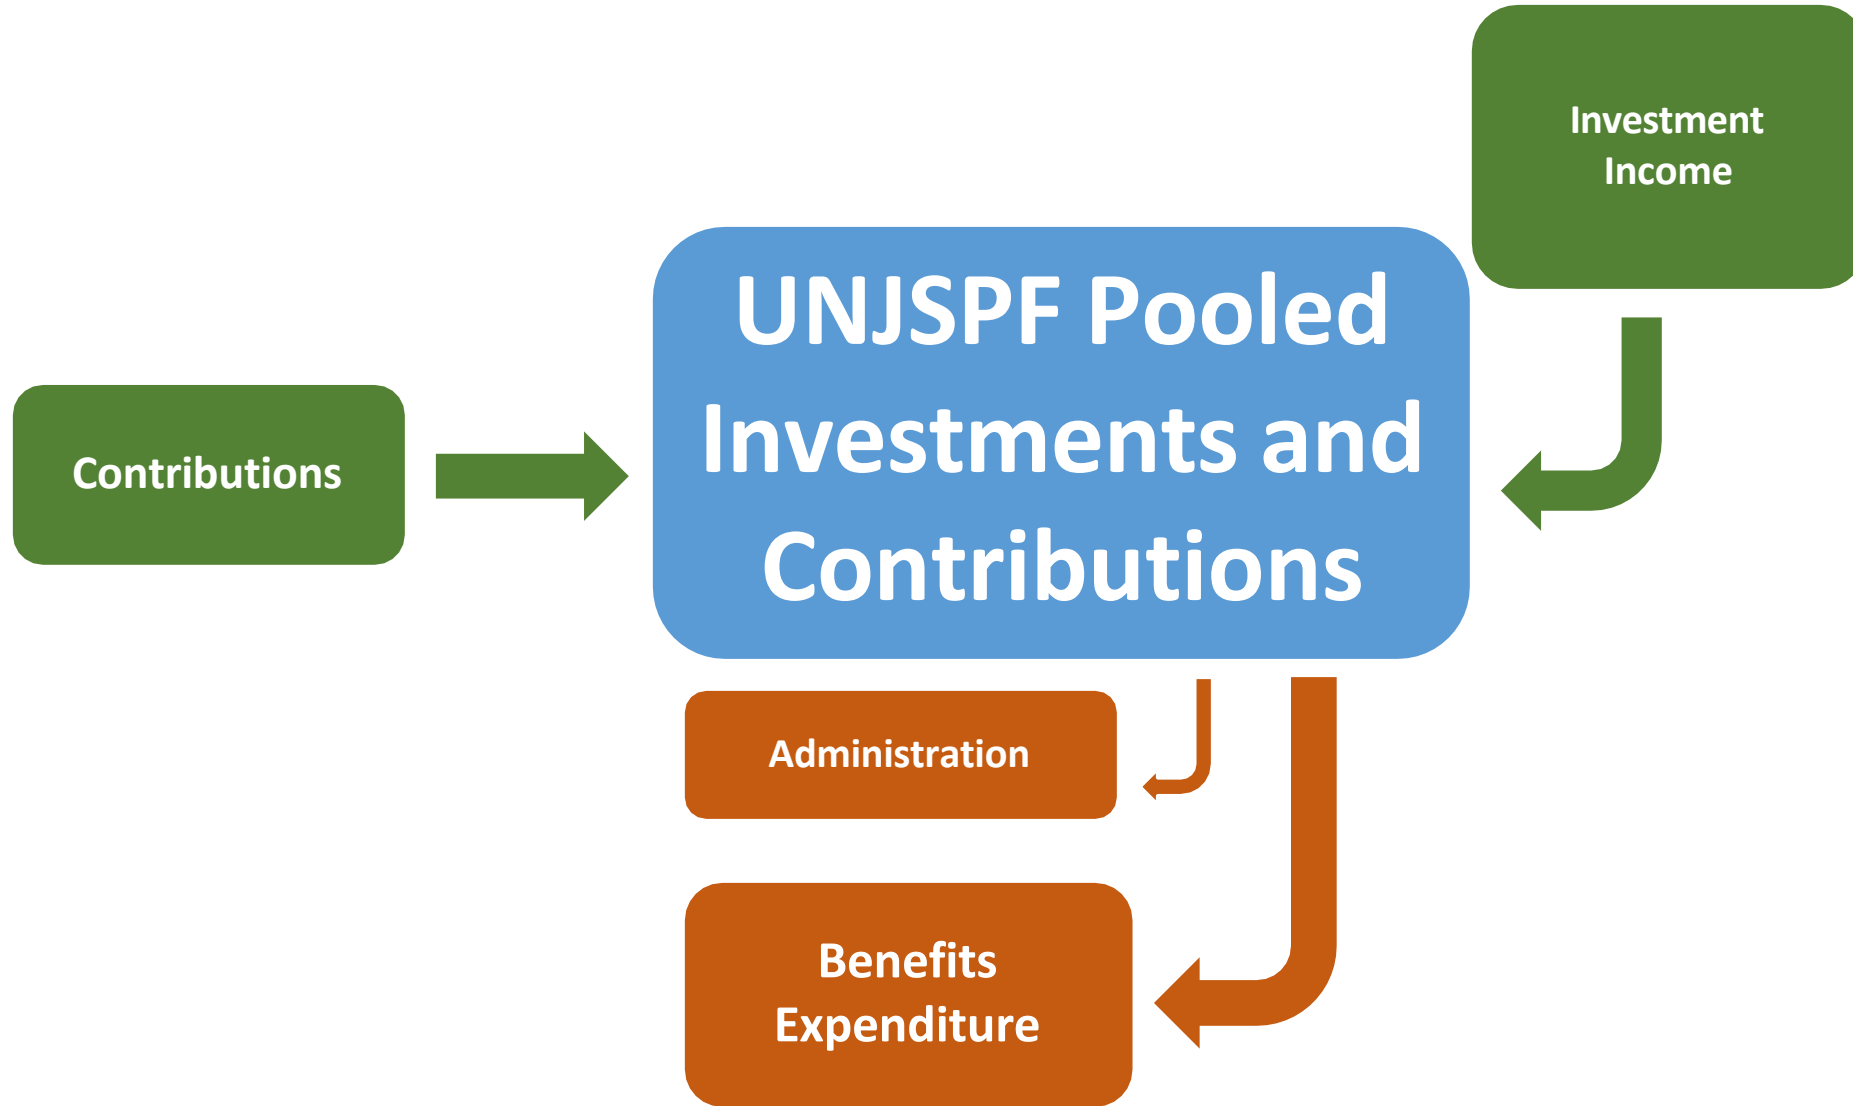 Investment
Income
UNJSPF Pooled
Investments and
Contributions
Contributions
Administration
Benefits
Expenditure